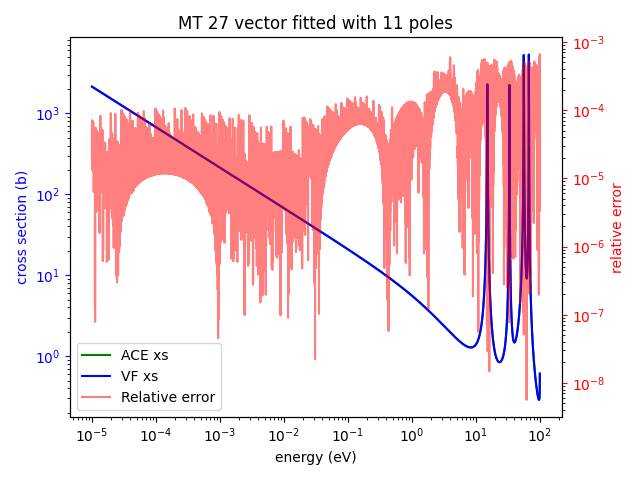 MT 27 vector fitted with 11 poles
cross section (b)
10³
10²
10¹
10⁰
10⁻³
10⁻⁴
10⁻⁵
10⁻⁶
10⁻⁷
10⁻⁸
relative error
ACE xs
VF xs
Relative error
10⁻⁵ 10⁻⁴ 10⁻³ 10⁻² 10⁻¹ 10⁰ 10¹ 10²
energy (eV)